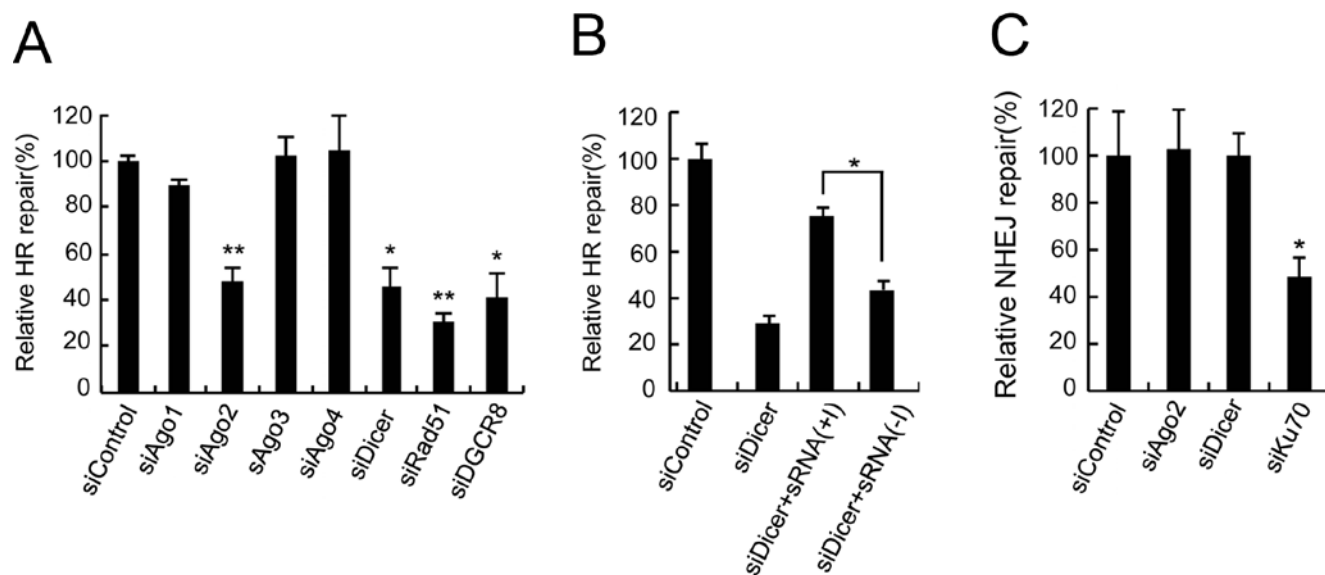 A
Relative HR repair(%)
120
100
80
60
40
20
0
**
*
**
*
siControl
siAgo1
siAgo2
sAgo3
siAgo4
siDicer
siRad51
siDGCR8
B
Relative HR repair(%)
120
100
80
60
40
20
0
*
siControl
siDicer
siDicer+sRNA(+I)
siDicer+sRNA(-I)
C
Relative NHEJ repair(%)
120
100
80
60
40
20
0
*
siControl
siAgo2
siDicer
siKu70